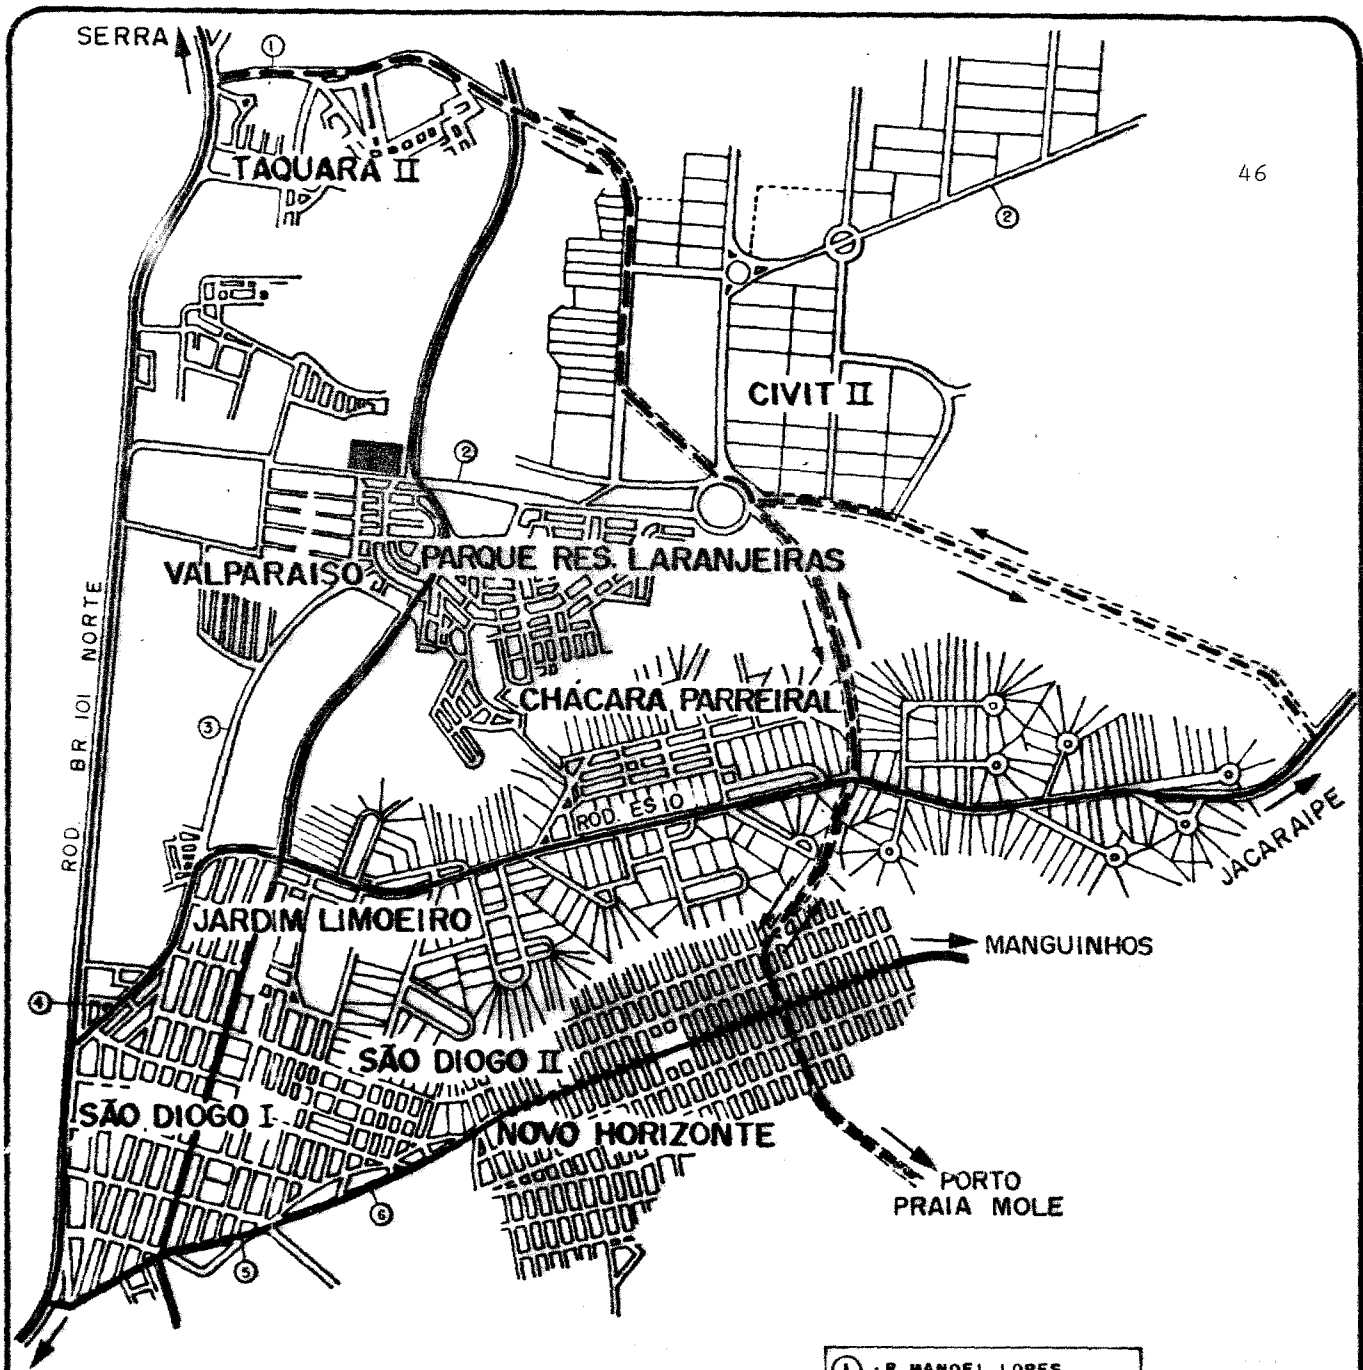 SERRA
1
46
TAQUARA II
2
CIVIT II
2
PARQUE RES. LARANJEIRAS
VALPARAISO
ROD. BR 101 NORTE
CHÁCARA PARREIRAL
3
ROD. ES 10
JACARAIPE
JARDIM LIMOEIRO
MANGUINHOS
4
SÃO DIOGO II
SÃO DIOGO I
NOVO HORIZONTE
PORTO
PRAIA MOLE
6
5
1 - R. MANOEL LOPES